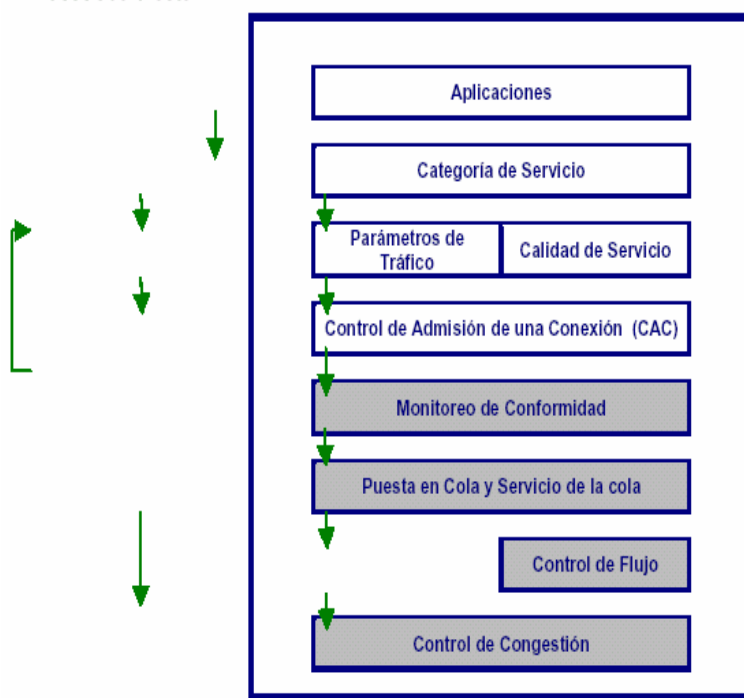 Aplicaciones
Categoría de Servicio
Parámetros de
Tráfico
Calidad de Servicio
Control de Admisión de una Conexión (CAC)
Monitoreo de Conformidad
Puesta en Cola y Servicio de la cola
Control de Flujo
Control de Congestión